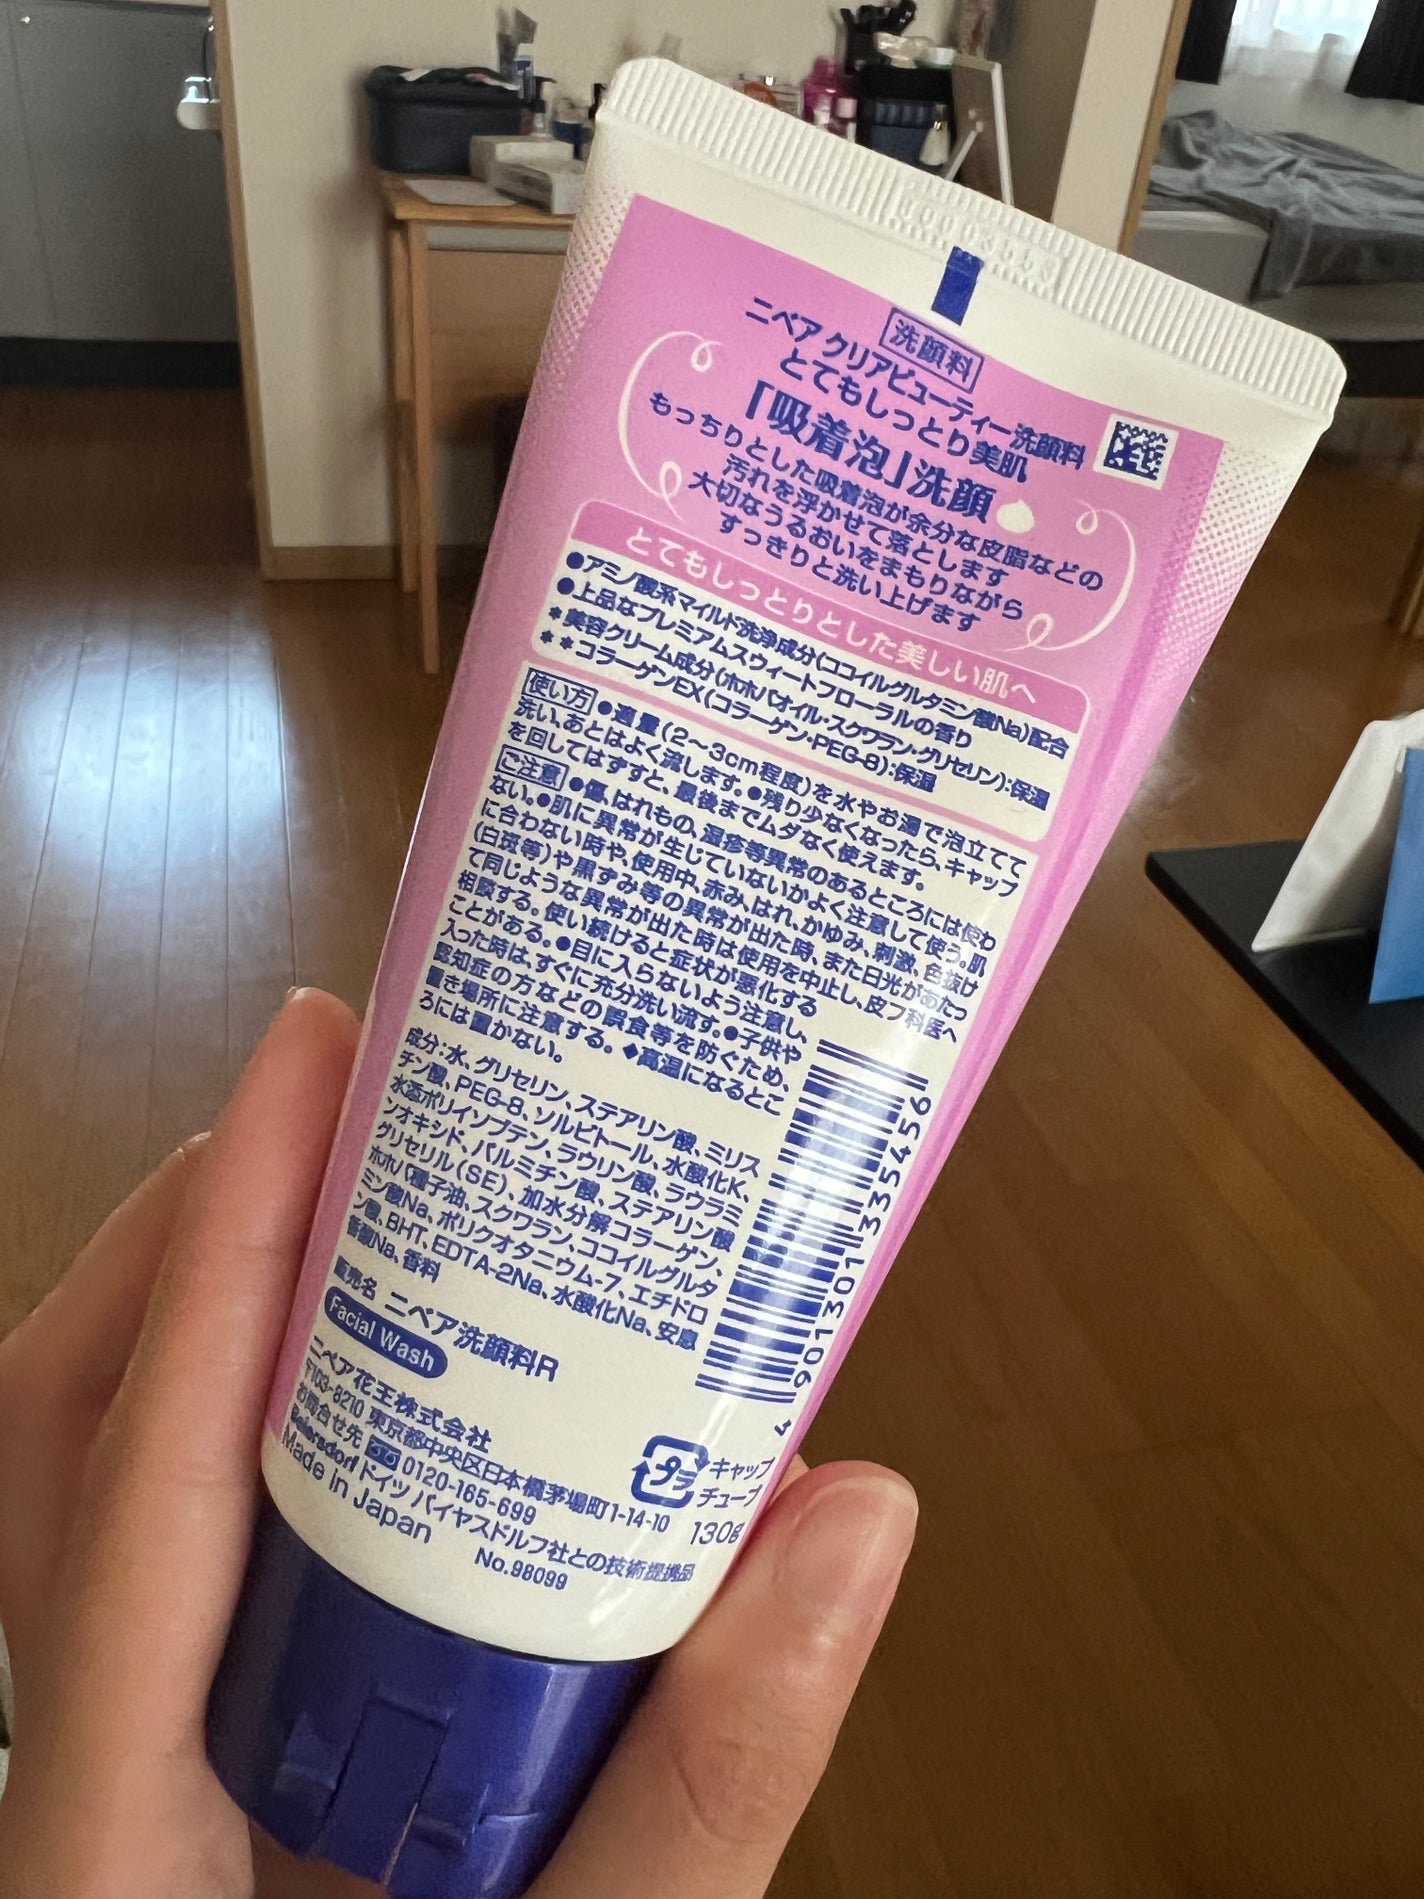 洗顔料
ニベア クリアビューティー洗顔料
とてもしっとり美肌
「吸着泡」洗顔
もっちりとした吸着泡が余分な皮脂などの
汚れを浮かせて落とします
大切なうるおいをまもりながら
すっきりと洗い上げます
とてもしっとりとした美しい肌へ
●アミノ酸系マイルド洗浄成分(ココイルグルタミン酸Na)配合
●上品なプレミアムスウィートフローラルの香り
*美容クリーム成分(ホホバオイル・スクワラン・グリセリン):保湿
**コラーゲンEX(コラーゲン・PEG-8):保湿
使い方 ●適量(2〜3cm程度)を水やお湯で泡立てて
洗い、あとはよく流します。●残り少なくなったら、キャップ
を回してはずすと、最後までムダなく使えます。
ご注意 ●傷、はれもの、湿疹等異常のあるところには使わ
ない。●肌に異常が生じていないかよく注意して使う。肌
に合わない時や、使用中、赤み、はれ、かゆみ、刺激、色抜け
(白斑等)や黒ずみ等の異常が出た時、また日光があたっ
て同じような異常が出た時は使用を中止し、皮フ科医へ
相談する。使い続けると症状が悪化する
ことがある。●目に入らないよう注意し、
入った時は、すぐに充分洗い流す。●子供や
認知症の方などの誤食等を防ぐため、
置き場所に注意する。◆高温になるとこ
ろには置かない。
成分:水、グリセリン、ステアリン酸、ミリス
チン酸、PEG-8、ソルビトール、水酸化K、
水添ポリイソブテン、ラウリン酸、ラウラミ
ンオキシド、パルミチン酸、ステアリン酸
グリセリル(SE)、加水分解コラーゲン、
ホホバ種子油、スクワラン、ココイルグルタ
ミン酸Na、ポリクオタニウム-7、エチドロ
ン酸、BHT、EDTA-2Na、水酸化Na、安息
香酸Na、香料
販売名 ニベア洗顔料R
Facial Wash
ニベア花王株式会社
〒103-8210 東京都中央区日本橋茅場町1-14-10
お問合せ先 0120-165-699
Beiersdorf ドイツ バイヤスドルフ社との技術提携品
Made in Japan
No.98099
プラ
キャップ
チューブ
130g
4 901301 333456